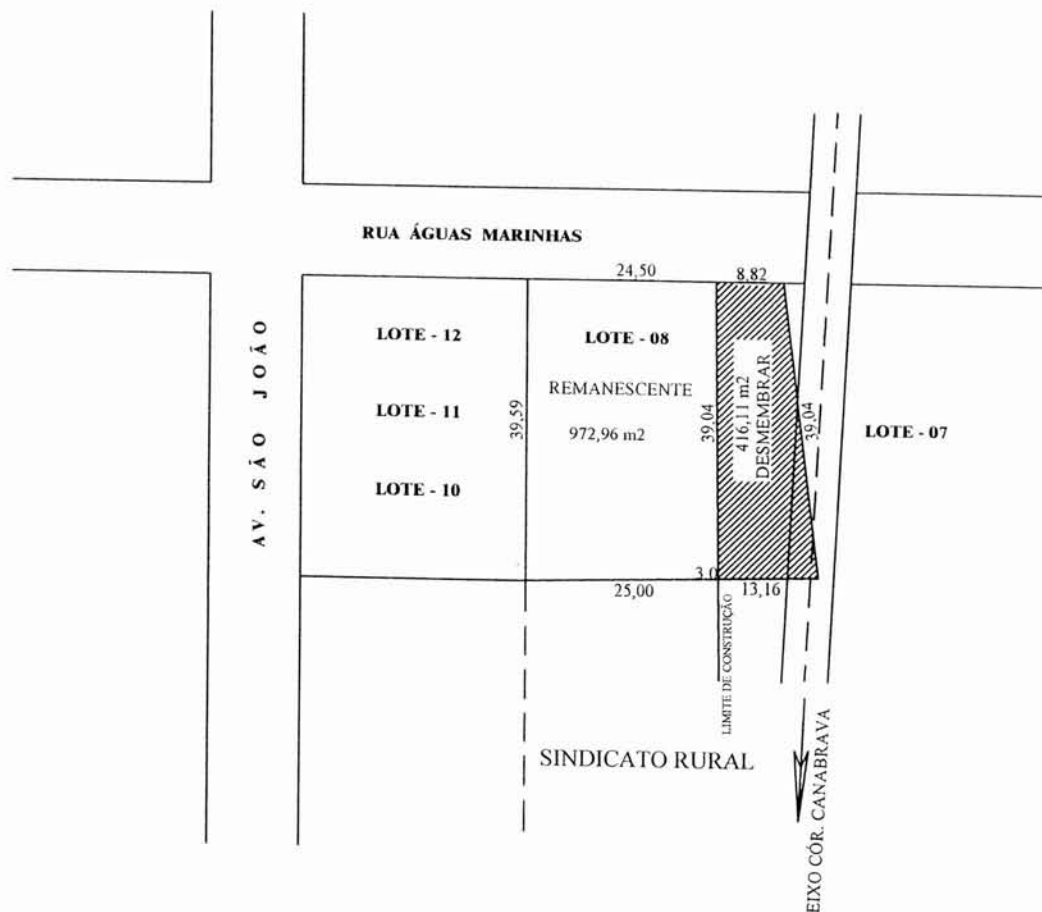 RUA ÁGUAS MARINHAS
24,50
8,82
AV. SÃO JOÃO
LOTE - 12
LOTE - 08
REMANESCENTE
LOTE - 11
39,59
972,96 m2
39,04
416,11 m2
DESMEMBRAR
39,04
LOTE - 07
LOTE - 10
3.0
25,00
13,16
LIMITE DE CONSTRUÇÃO
SINDICATO RURAL
EIXO CÓR. CANABRAVA